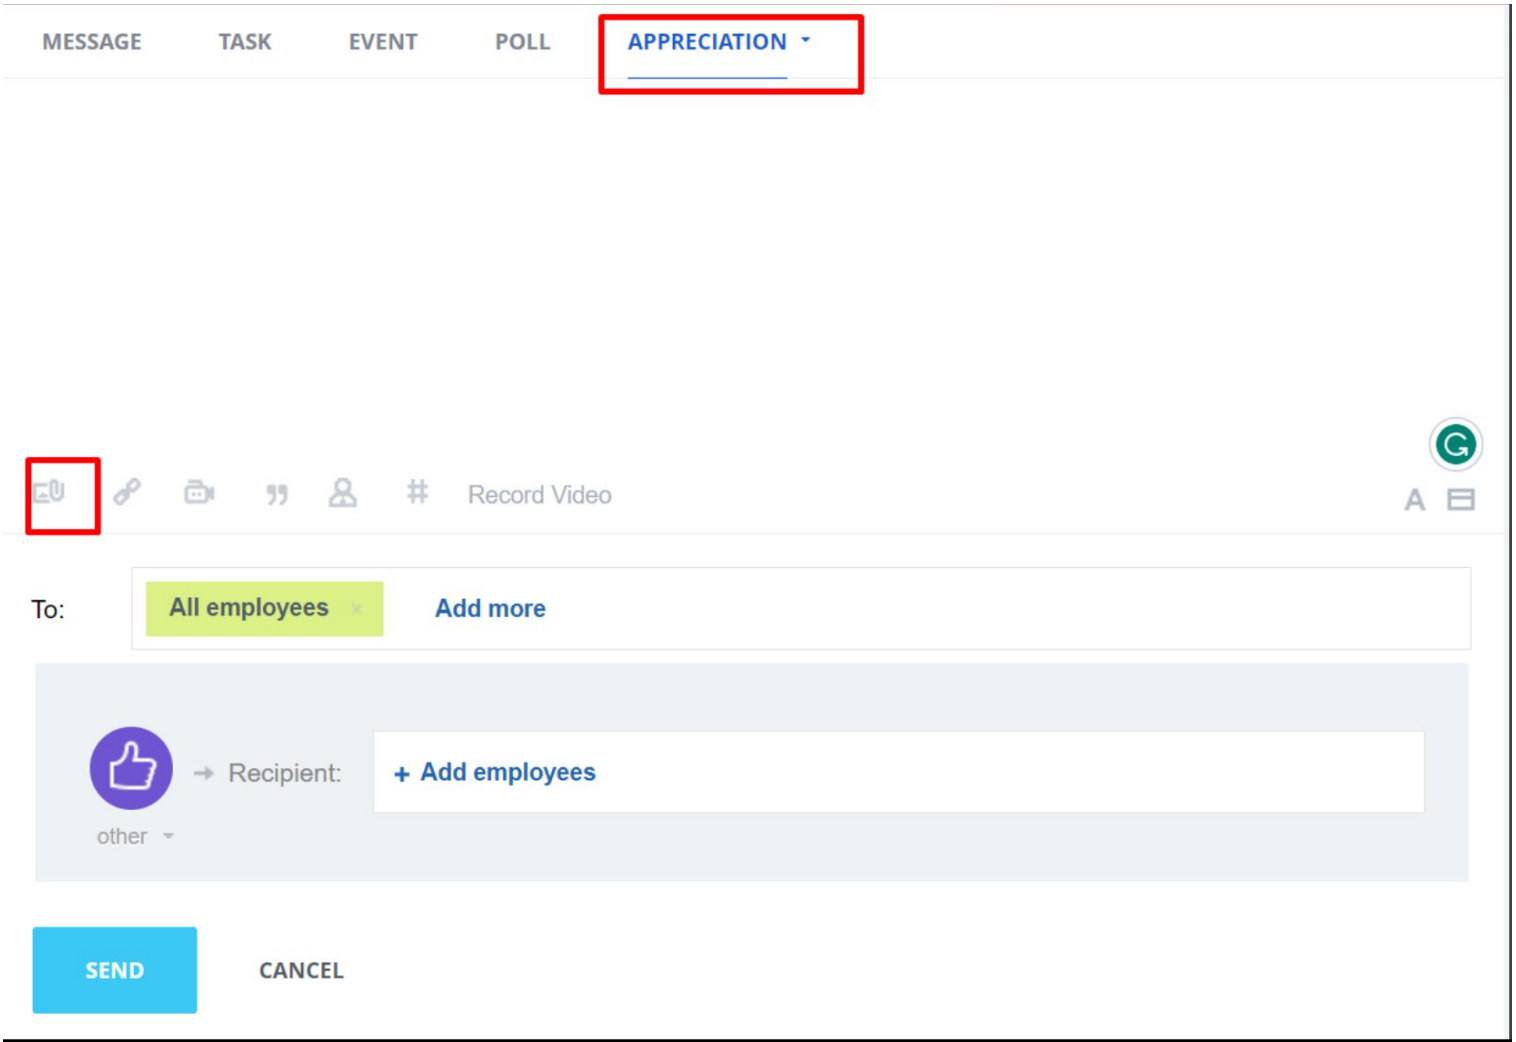 MESSAGE TASK EVENT POLL APPRECIATION
Record Video
A
To: All employees × Add more
Recipient: + Add employees
other
SEND CANCEL